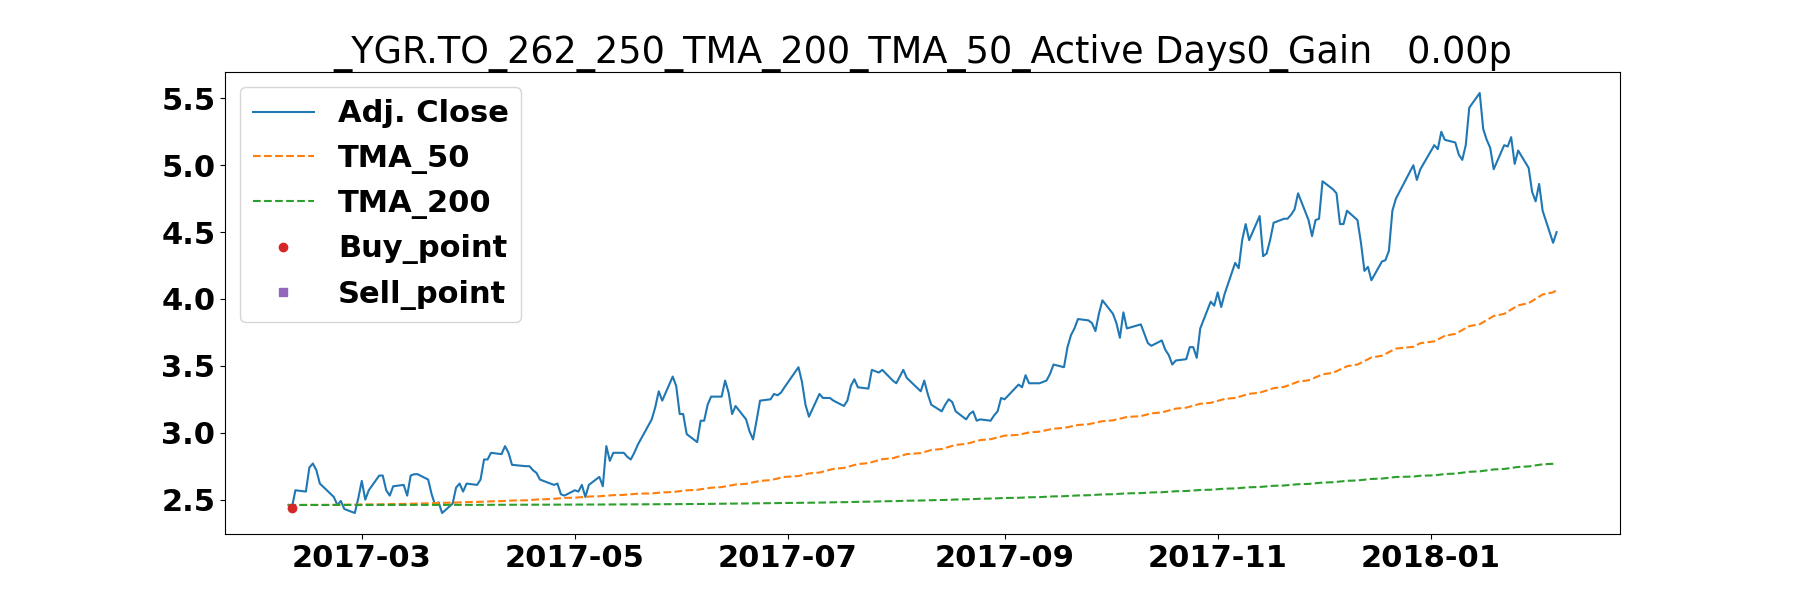 _YGR.TO_262_250_TMA_200_TMA_50_Active Days0_Gain   0.00p
5.5
5.0
4.5
4.0
3.5
3.0
2.5
Adj. Close
TMA_50
TMA_200
Buy_point
Sell_point
2017-03 2017-05 2017-07 2017-09 2017-11 2018-01